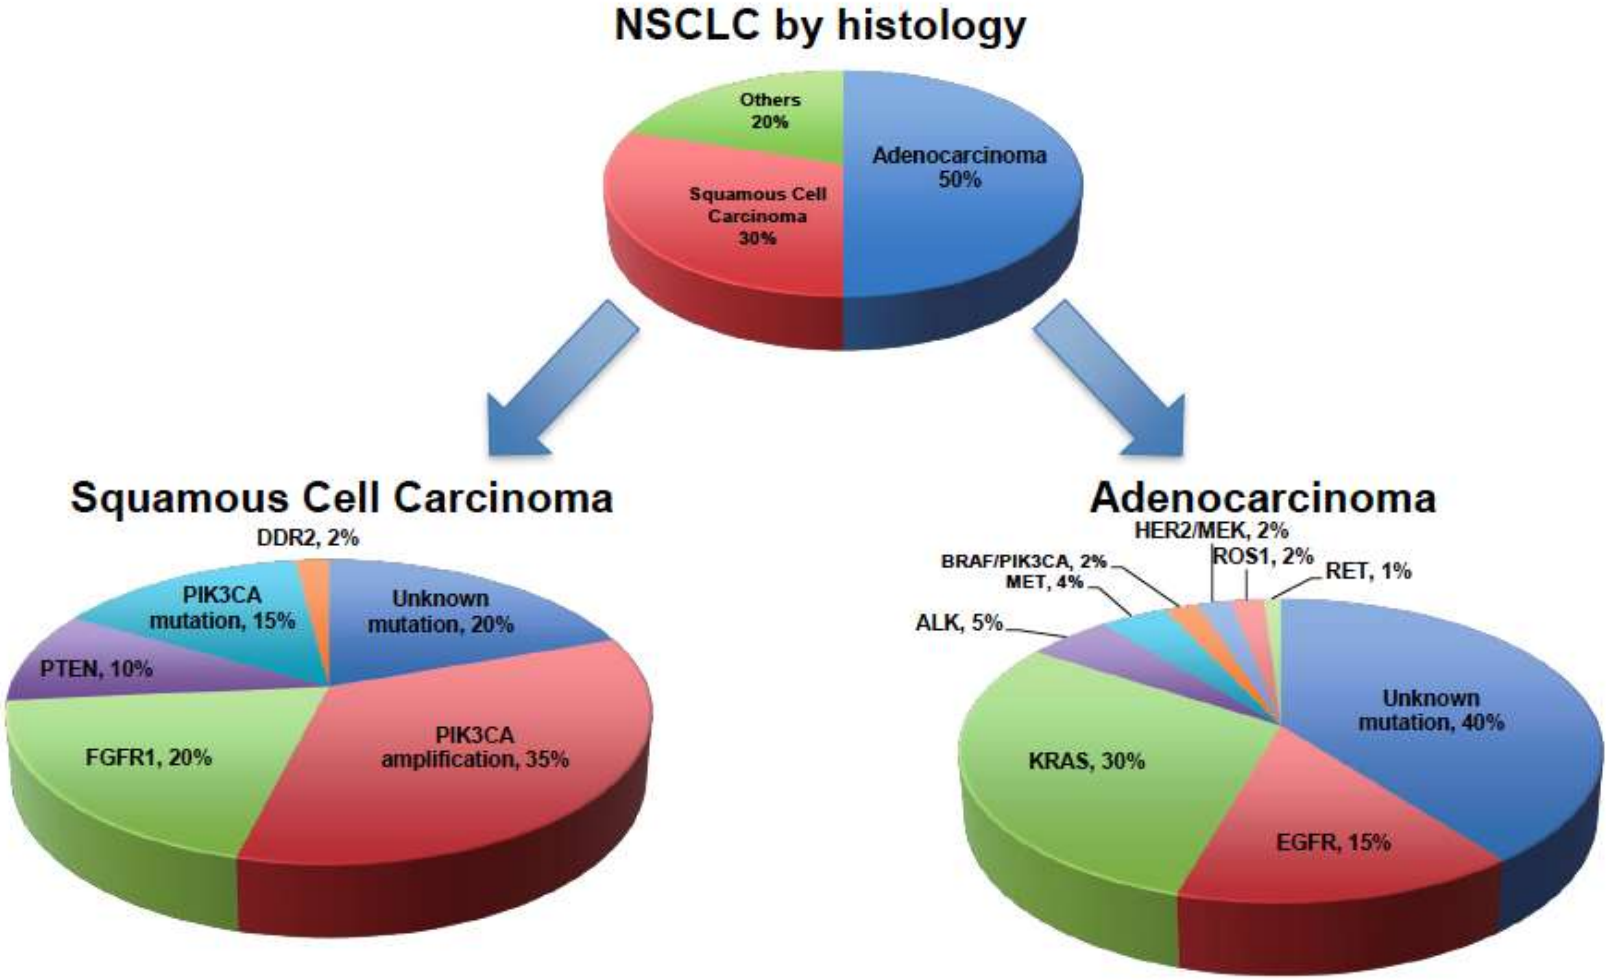 NSCLC by histology
Others
20%
Adenocarcinoma
50%
Squamous Cell
Carcinoma
30%
Squamous Cell Carcinoma
DDR2, 2%
PIK3CA
mutation, 15%
Unknown
mutation, 20%
PTEN, 10%
FGFR1, 20%
PIK3CA
amplification, 35%
Adenocarcinoma
HER2/MEK, 2%
BRAF/PIK3CA, 2%
ROS1, 2%
MET, 4%
RET, 1%
ALK, 5%
Unknown
mutation, 40%
KRAS, 30%
EGFR, 15%